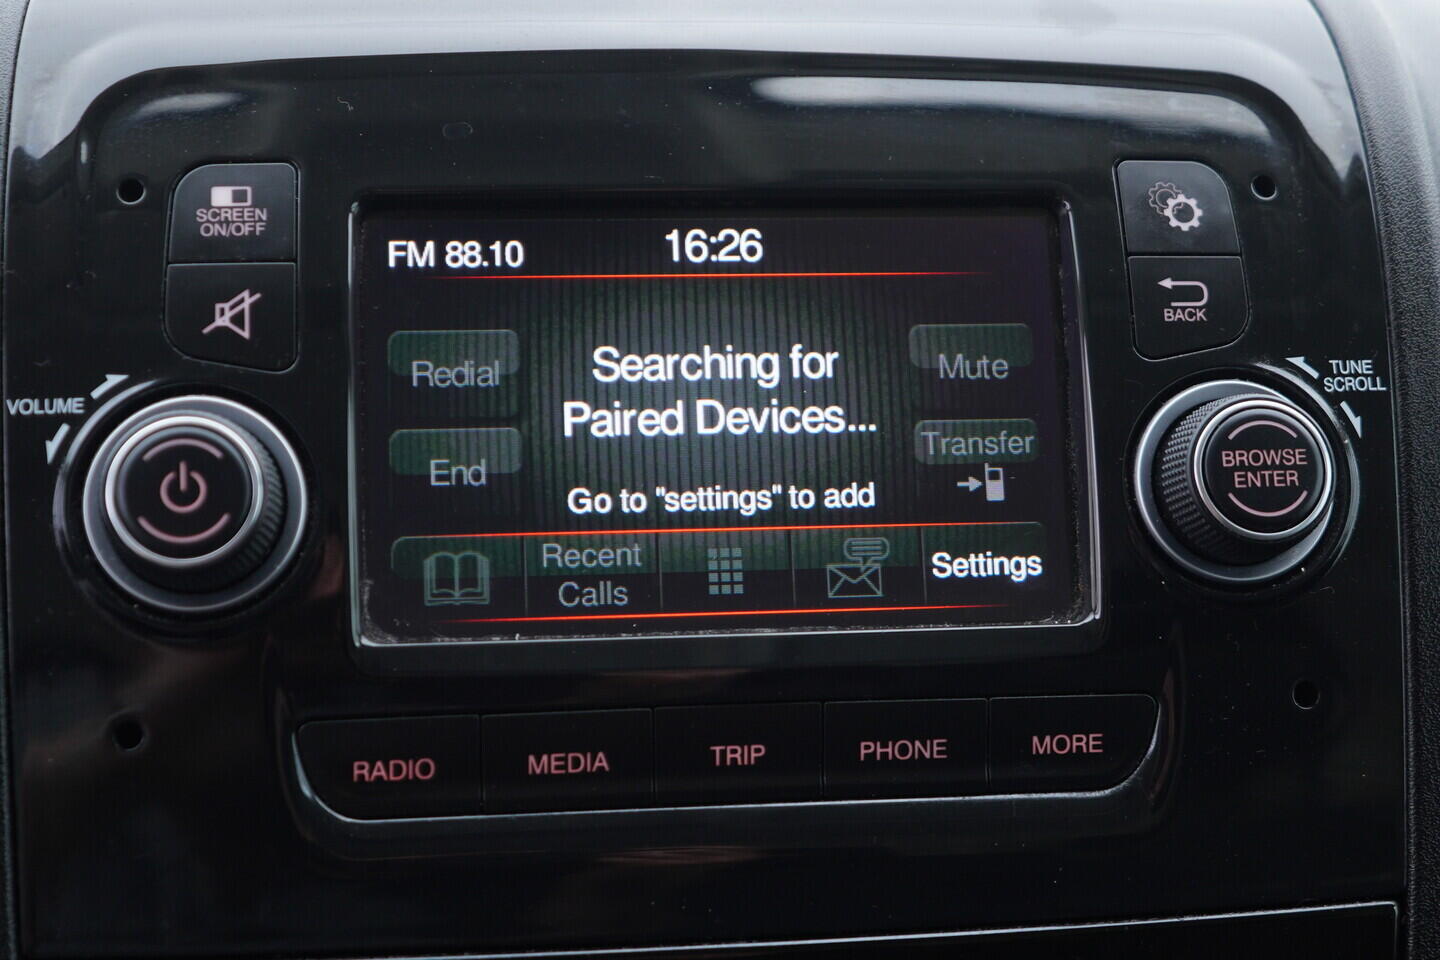 SCREEN
ON/OFF
VOLUME
FM 88.10
16:26
Redial
Searching for
Paired Devices...
Mute
End
Transfer
Go to "settings" to add
Recent
Calls
Settings
BACK
TUNE
SCROLL
BROWSE
ENTER
RADIO
MEDIA
TRIP
PHONE
MORE